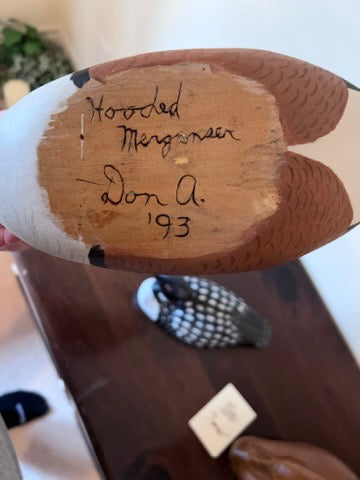 Hooded
Merganser
Don A.
'93